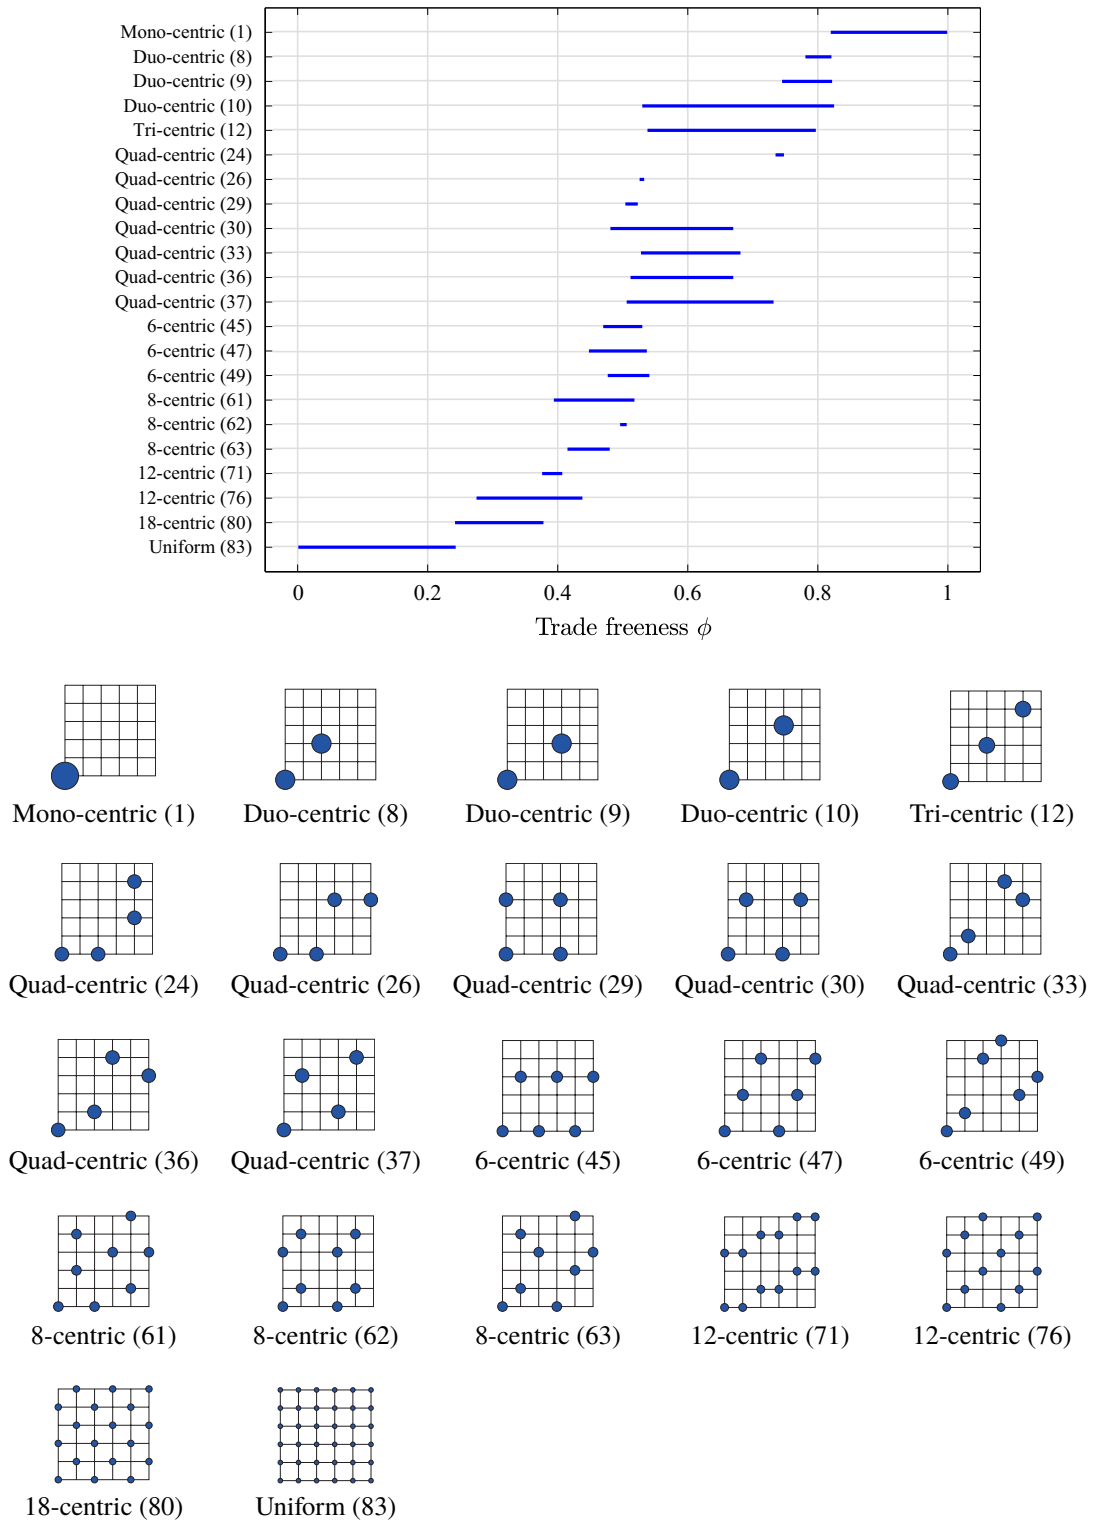 Mono-centric (1)
Duo-centric (8)
Duo-centric (9)
Duo-centric (10)
Tri-centric (12)
Quad-centric (24)
Quad-centric (26)
Quad-centric (29)
Quad-centric (30)
Quad-centric (33)
Quad-centric (36)
Quad-centric (37)
6-centric (45)
6-centric (47)
6-centric (49)
8-centric (61)
8-centric (62)
8-centric (63)
12-centric (71)
12-centric (76)
18-centric (80)
Uniform (83)
0 0.2 0.4 0.6 0.8 1
Trade freeness ϕ
Mono-centric (1) Duo-centric (8) Duo-centric (9) Duo-centric (10) Tri-centric (12)
Quad-centric (24) Quad-centric (26) Quad-centric (29) Quad-centric (30) Quad-centric (33)
Quad-centric (36) Quad-centric (37) 6-centric (45) 6-centric (47) 6-centric (49)
8-centric (61) 8-centric (62) 8-centric (63) 12-centric (71) 12-centric (76)
18-centric (80) Uniform (83)